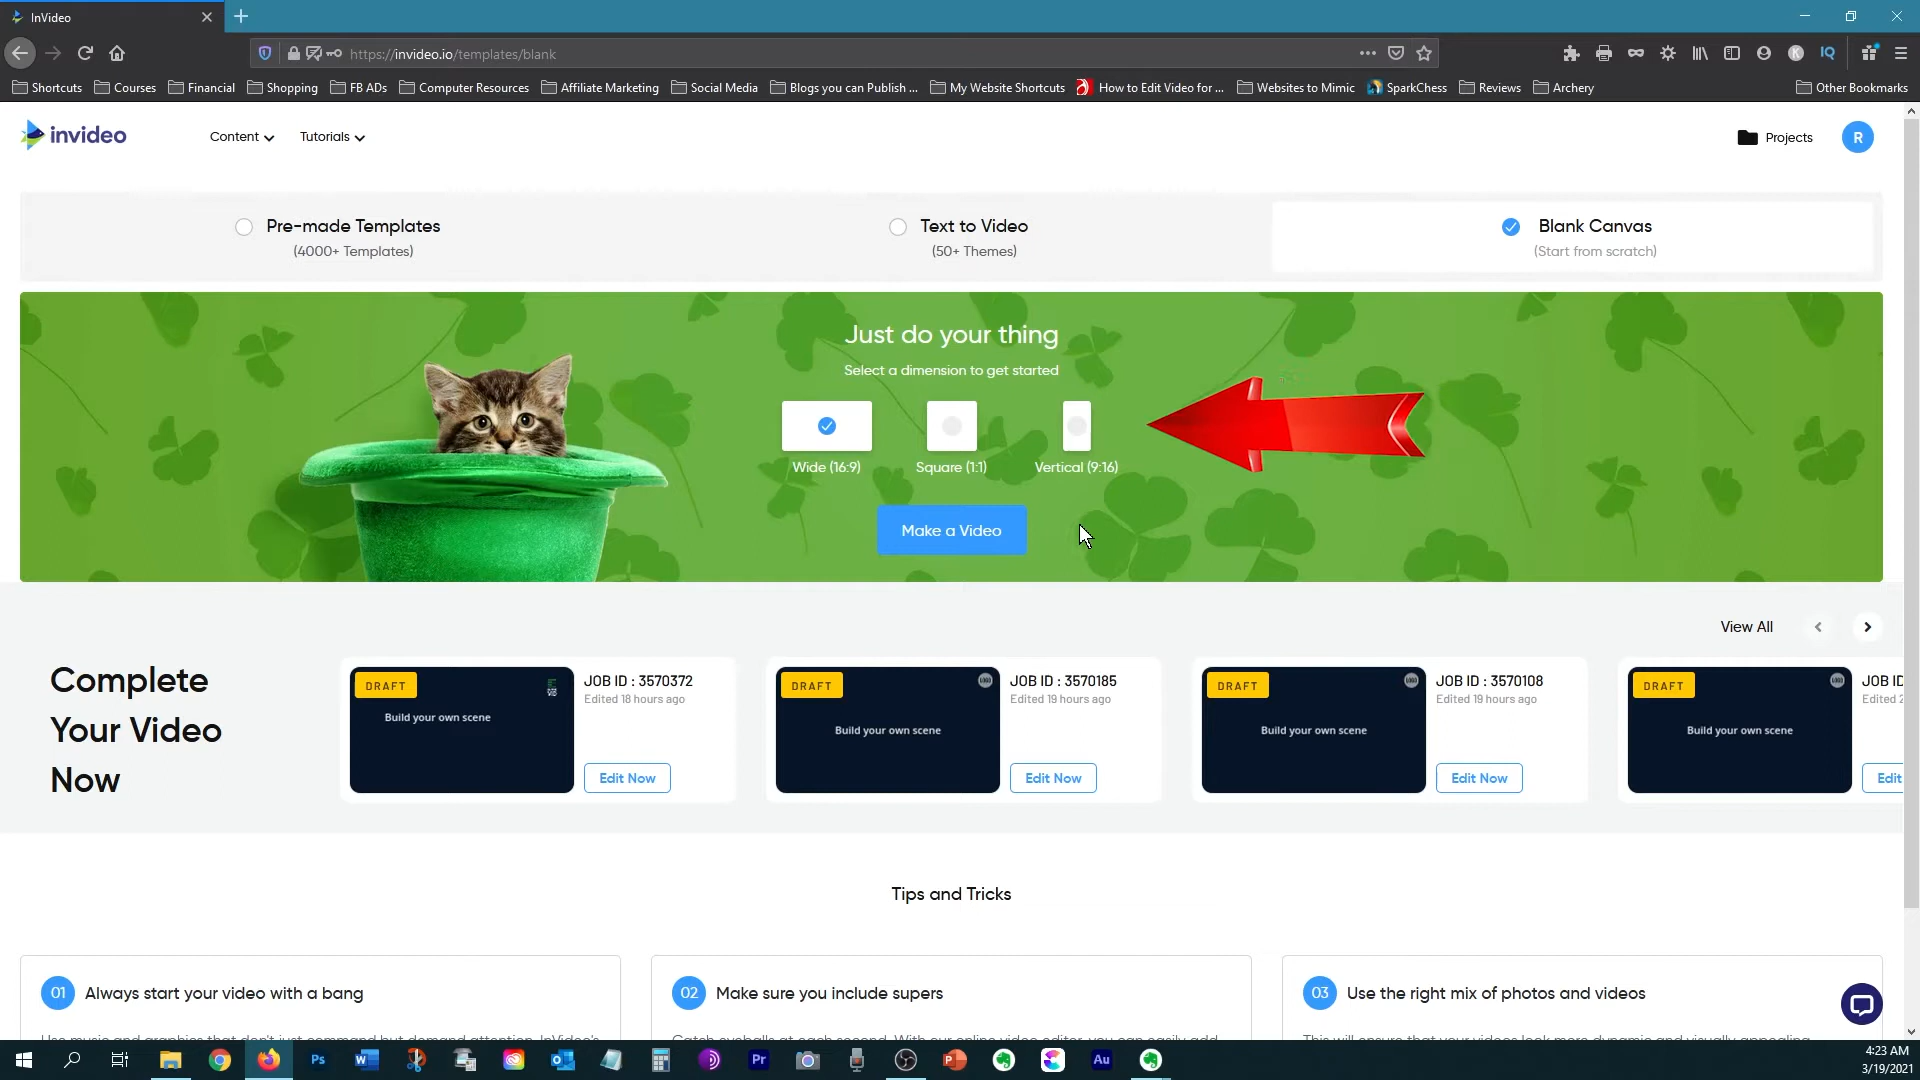 InVideo
https://invideo.io/templates/blank
Shortcuts Courses Financial Shopping FB ADs Computer Resources Affiliate Marketing Social Media Blogs you can Publish ... My Website Shortcuts How to Edit Video for ... Websites to Mimic SparkChess Reviews Archery Other Bookmarks
invideo Content Tutorials Projects R
Pre-made Templates Text to Video Blank Canvas
(4000+ Templates) (50+ Themes) (Start from scratch)
Just do your thing
Select a dimension to get started
Wide (16:9) Square (1:1) Vertical (9:16)
Make a Video
View All
Complete
Your Video
Now
DRAFT
Build your own scene
JOB ID : 3570372
Edited 18 hours ago
Edit Now
DRAFT
Build your own scene
JOB ID : 3570185
Edited 19 hours ago
Edit Now
DRAFT
Build your own scene
JOB ID : 3570108
Edited 19 hours ago
Edit Now
DRAFT
Build your own scene
JOB ID
Edited 2
Edit
Tips and Tricks
01 Always start your video with a bang
02 Make sure you include supers
03 Use the right mix of photos and videos
4:23 AM
3/19/2021